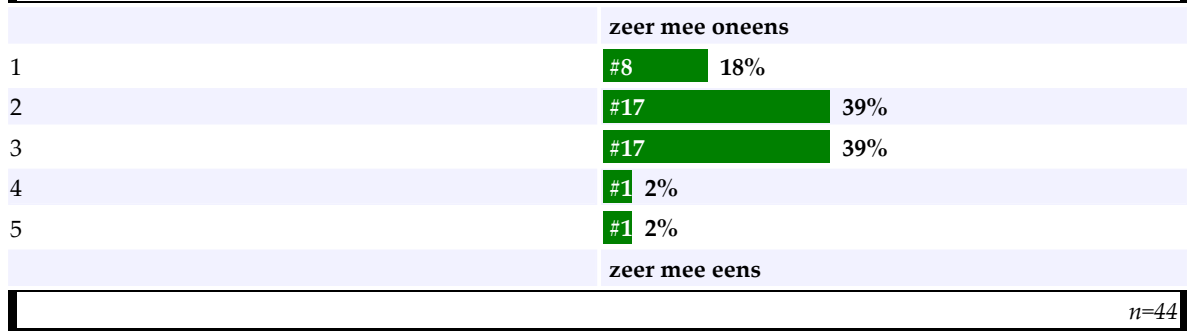 zeer mee oneens
1 #8 18%
2 #17 39%
3 #17 39%
4 #1 2%
5 #1 2%
zeer mee eens
n=44